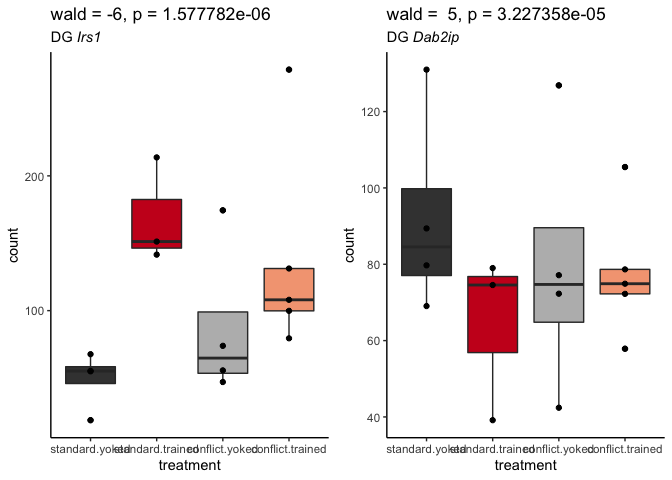 wald = -6, p = 1.577782e-06
DG Irs1
count
200
100
standard.yoked standard.trained conflict.yoked conflict.trained
treatment
wald =  5, p = 3.227358e-05
DG Dab2ip
count
120
100
80
60
40
standard.yoked standard.trained conflict.yoked conflict.trained
treatment